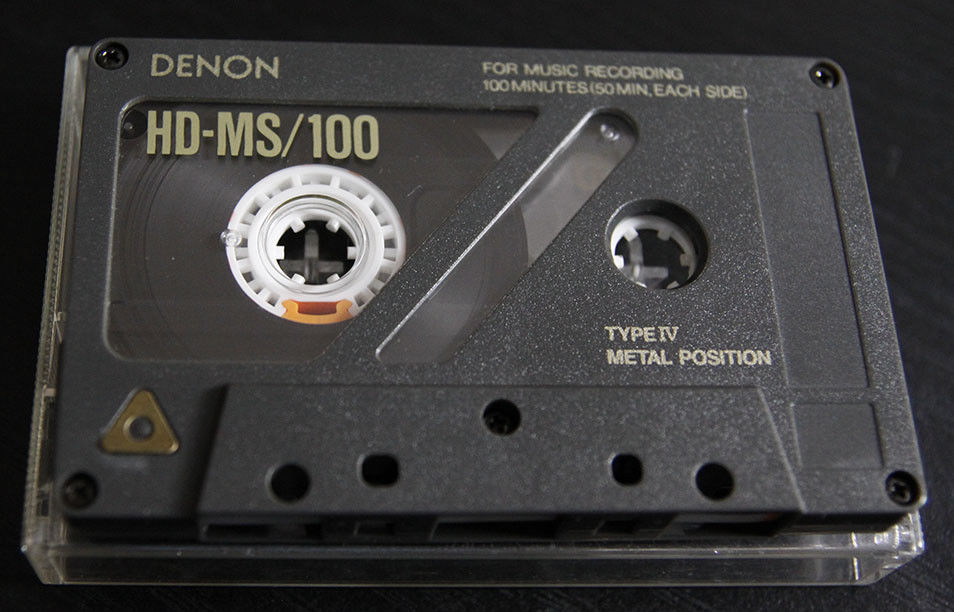 DENON
FOR MUSIC RECORDING
100 MINUTES (50 MIN, EACH SIDE)
HD-MS/100
TYPE IV
METAL POSITION